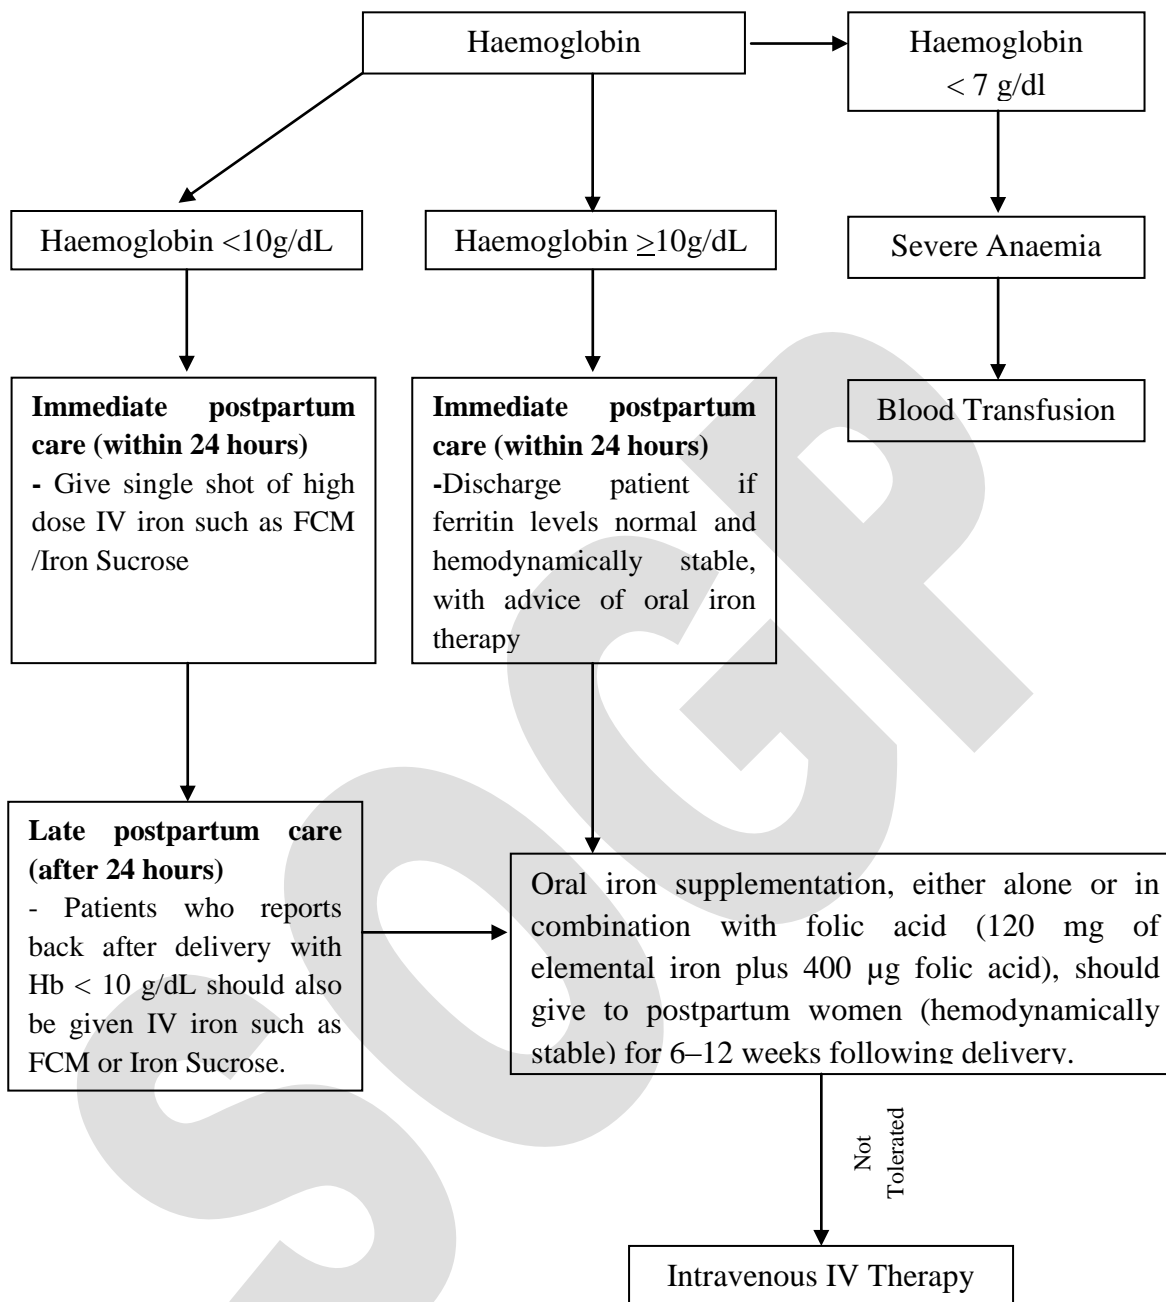 Haemoglobin
Haemoglobin
< 7 g/dl
Haemoglobin <10g/dL
Haemoglobin ≥10g/dL
Severe Anaemia
Immediate postpartum
care (within 24 hours)
- Give single shot of high
dose IV iron such as FCM
/Iron Sucrose
Immediate postpartum
care (within 24 hours)
-Discharge patient if
ferritin levels normal and
hemodynamically stable,
with advice of oral iron
therapy
Blood Transfusion
Late postpartum care
(after 24 hours)
- Patients who reports
back after delivery with
Hb < 10 g/dL should also
be given IV iron such as
FCM or Iron Sucrose.
Oral iron supplementation, either alone or in
combination with folic acid (120 mg of
elemental iron plus 400 µg folic acid), should
give to postpartum women (hemodynamically
stable) for 6–12 weeks following delivery.
Not
Tolerated
Intravenous IV Therapy
SOGP